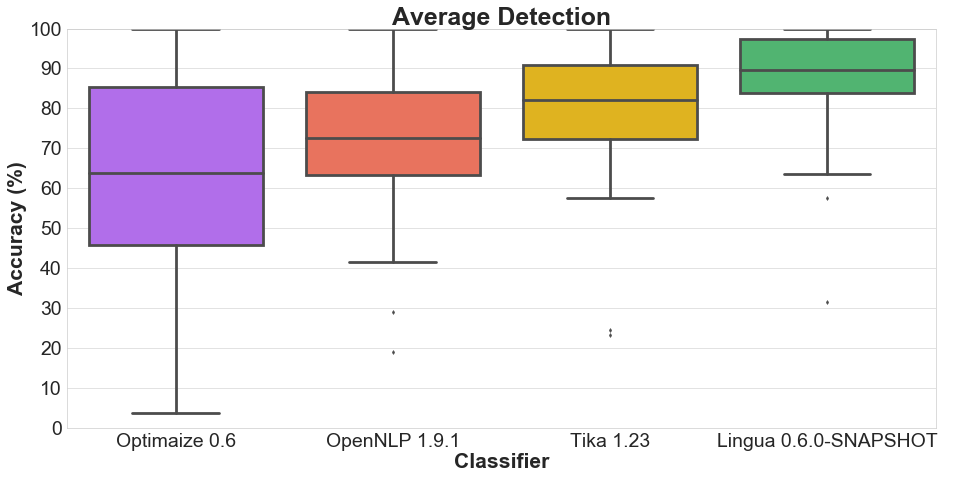 Average Detection
Accuracy (%)
100
90
80
70
60
50
40
30
20
10
0
Optimaize 0.6
OpenNLP 1.9.1
Tika 1.23
Lingua 0.6.0-SNAPSHOT
Classifier